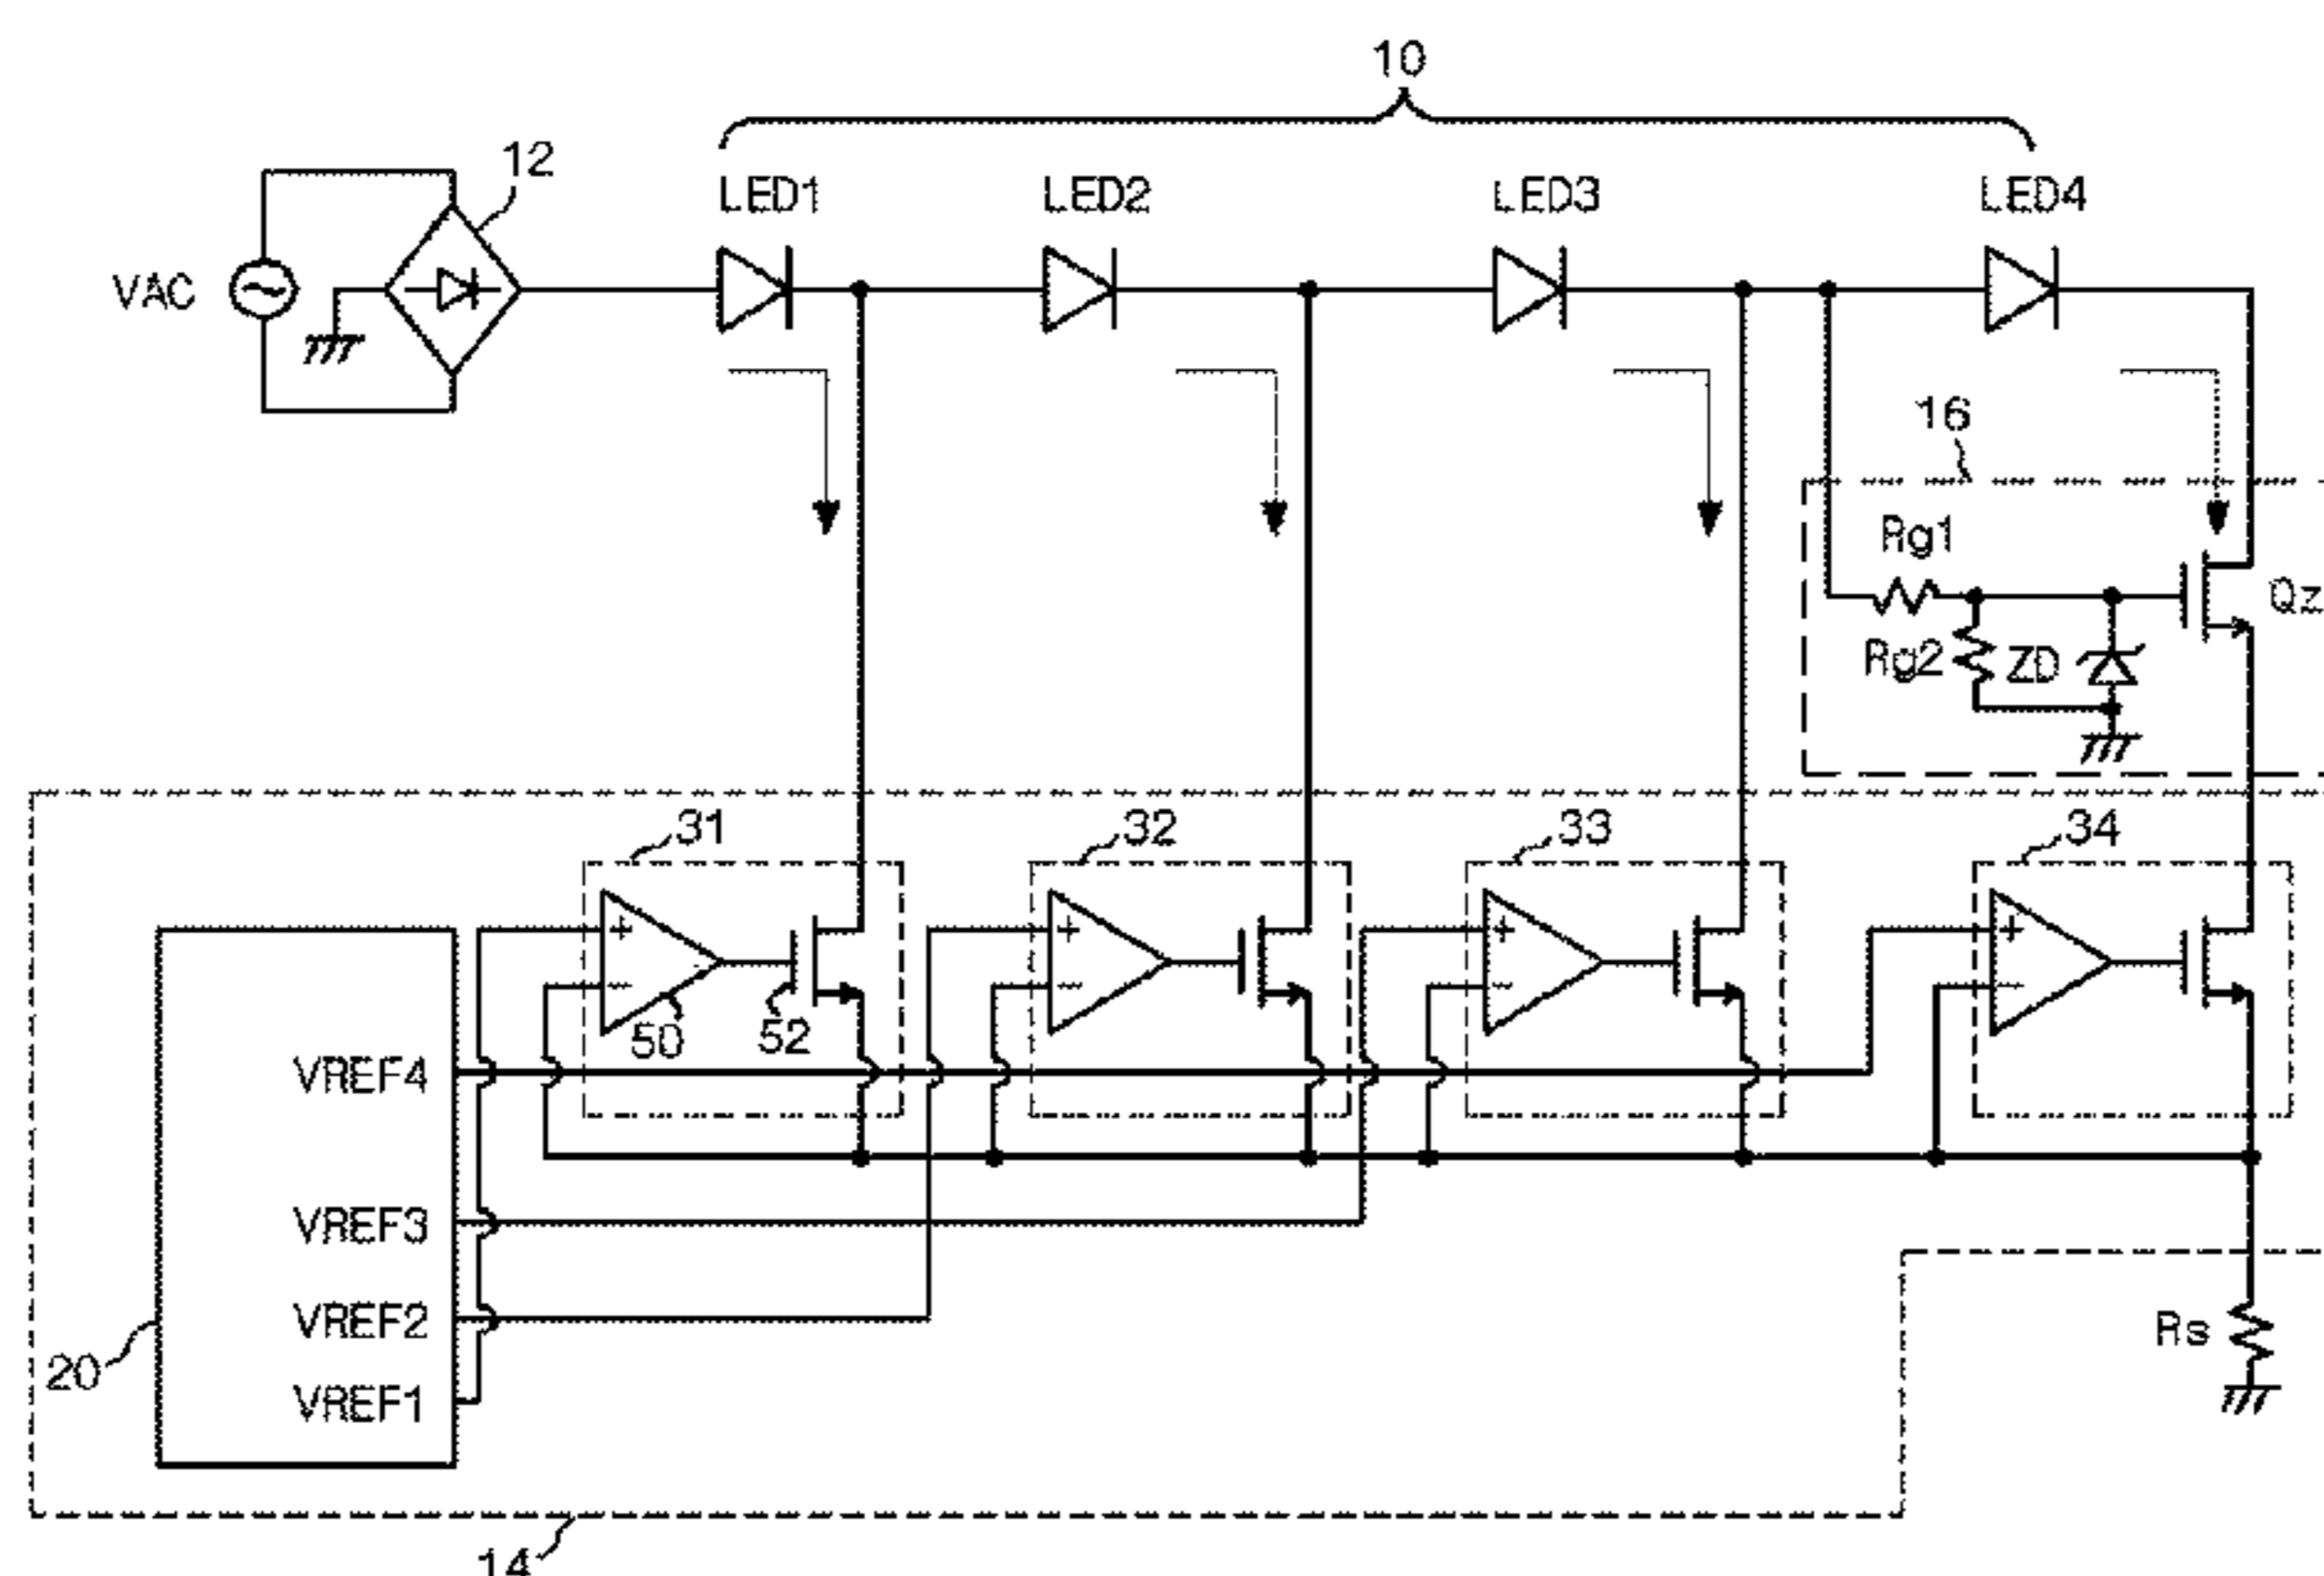 10
12
LED1 LED2 LED3 LED4
VAC
16
Rg1
Qz
Rg2 ZD
31 32 33 34
+ + + +
- - - -
50 52
VREF4
VREF3
VREF2
VREF1
20
Rs
14